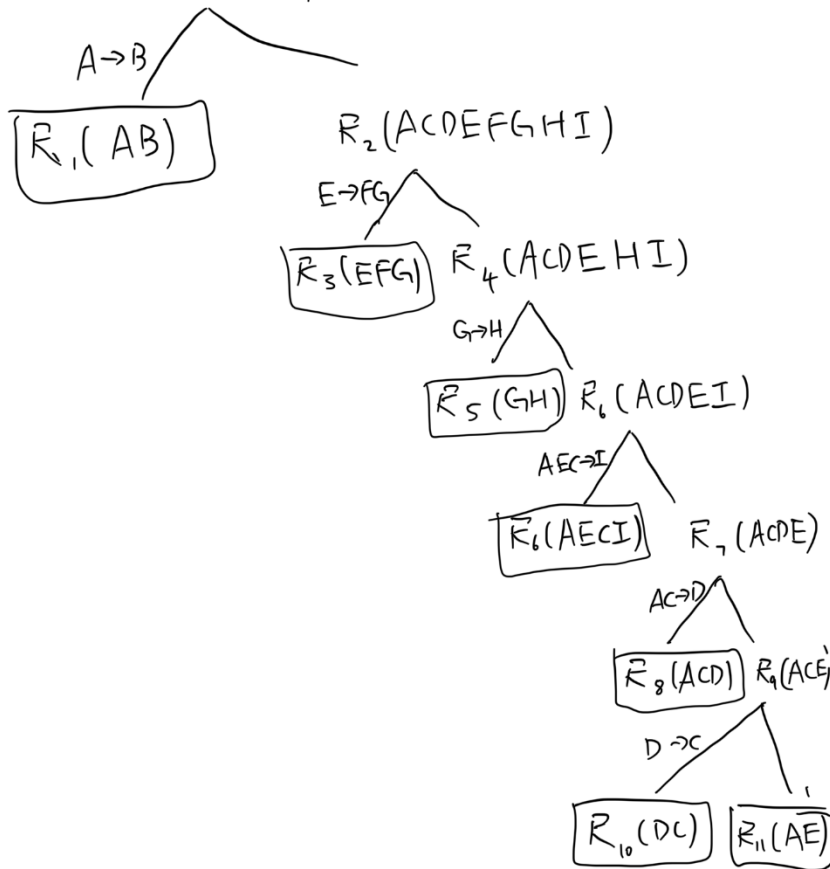 A→B
R₁(AB)
R₂(ACDEFGHI)
E→FG
R₃(EFG) R₄(ACDEHI)
G→H
R₅(GH) R₆(ACDEI)
AEC→I
R₆(AECI) R₇(ACDE)
AC→D
R₈(ACD) R₉(ACE)
D→C
R₁₀(DC) R₁₁(AE)